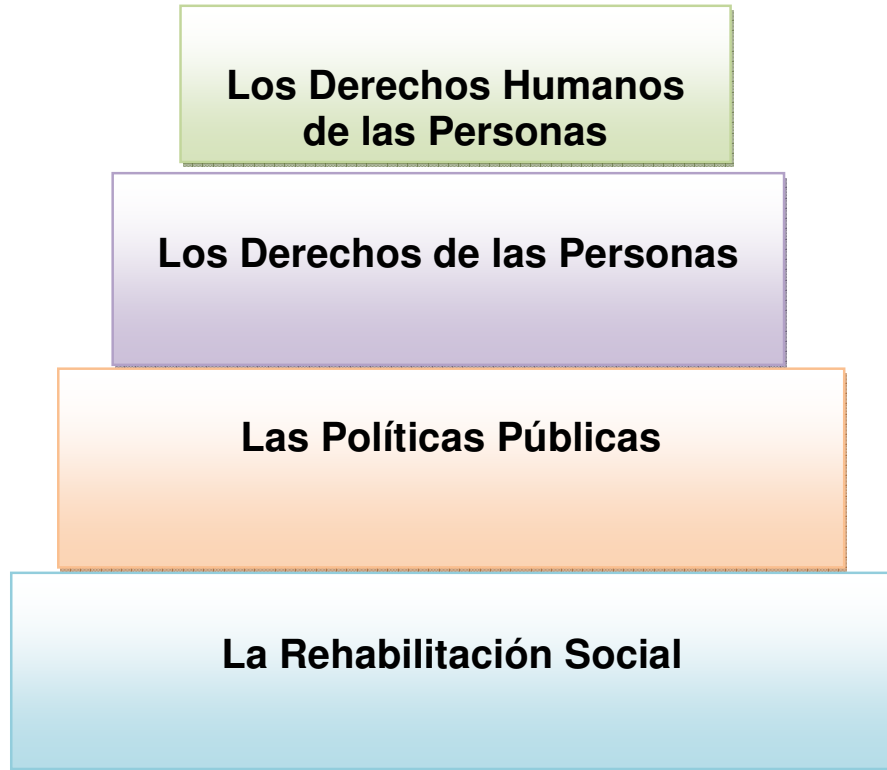 Los Derechos Humanos
de las Personas
Los Derechos de las Personas
Las Políticas Públicas
La Rehabilitación Social